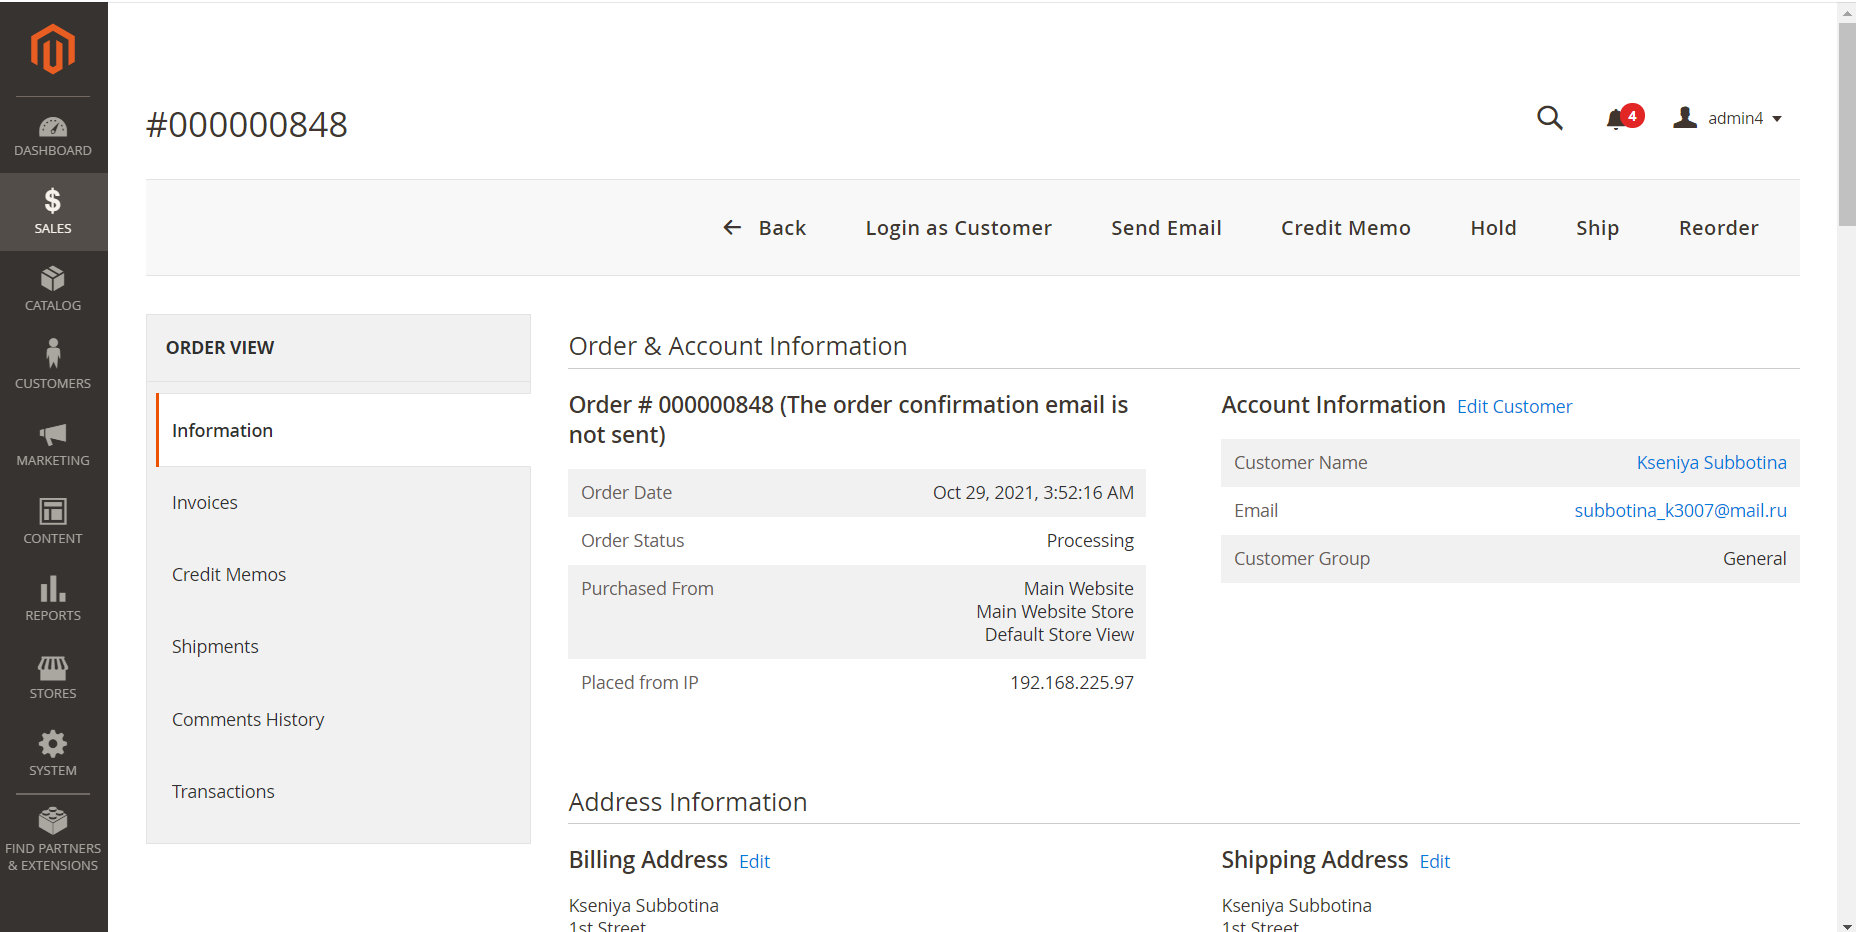 DASHBOARD
SALES
CATALOG
CUSTOMERS
MARKETING
CONTENT
REPORTS
STORES
SYSTEM
FIND PARTNERS
& EXTENSIONS
#000000848
4
admin4
Back
Login as Customer
Send Email
Credit Memo
Hold
Ship
Reorder
ORDER VIEW
Information
Invoices
Credit Memos
Shipments
Comments History
Transactions
Order & Account Information
Order # 000000848 (The order confirmation email is
not sent)
Order Date Oct 29, 2021, 3:52:16 AM
Order Status Processing
Purchased From Main Website
Main Website Store
Default Store View
Placed from IP 192.168.225.97
Account Information Edit Customer
Customer Name Kseniya Subbotina
Email subbotina_k3007@mail.ru
Customer Group General
Address Information
Billing Address Edit
Kseniya Subbotina
1st Street
Shipping Address Edit
Kseniya Subbotina
1st Street